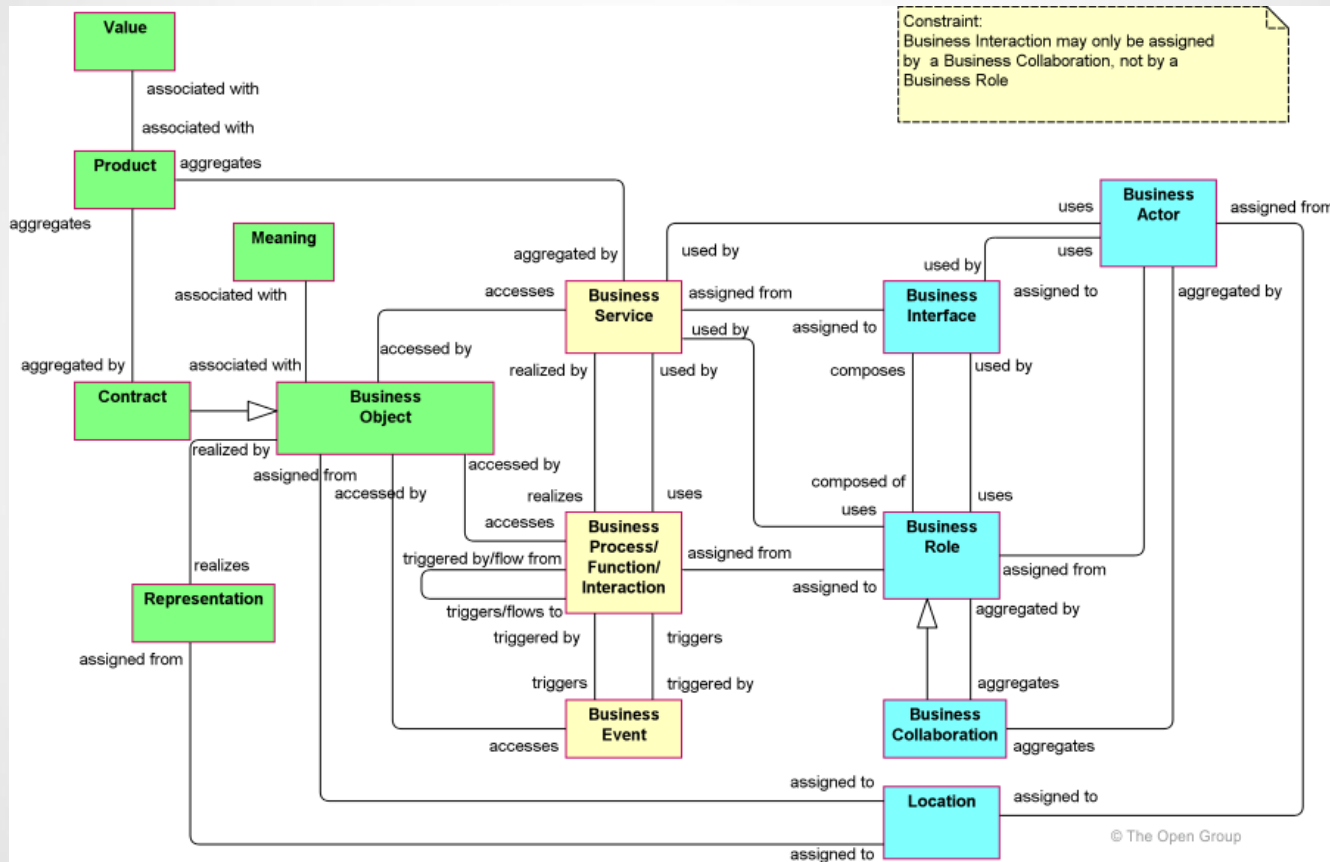 Constraint:
Business Interaction may only be assigned
by a Business Collaboration, not by a
Business Role
Value
associated with
associated with
Product
aggregates
aggregates
Business
Actor
uses
assigned from
Meaning
used by
uses
aggregated by
used by
associated with
accesses
Business
Service
assigned from
Business
Interface
assigned to
aggregated by
assigned to
used by
accessed by
aggregated by
associated with
realized by
used by
composes
used by
Contract
Business
Object
realized by
assigned from
accessed by
accessed by
composed of
realizes
uses
uses
uses
accesses
Business
Process/
Function/
Interaction
Business
Role
triggered by/flow from
assigned from
assigned from
realizes
assigned to
Representation
triggers/flows to
aggregated by
triggered by
triggers
assigned from
triggers
triggered by
aggregates
Business
Event
Business
Collaboration
accesses
aggregates
assigned to
Location
assigned to
© The Open Group
assigned to